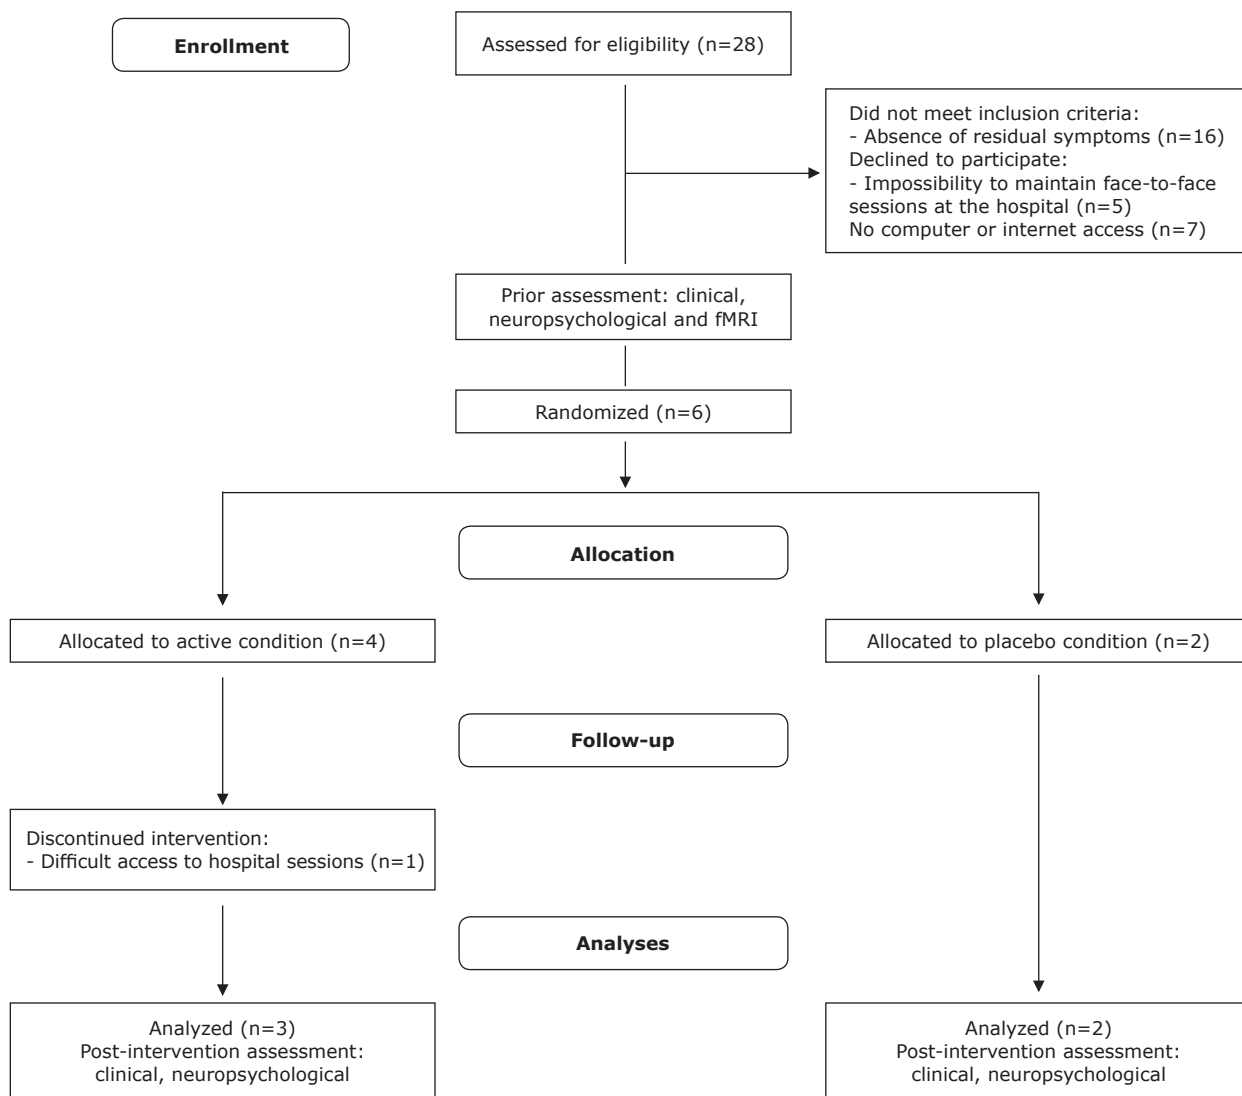 Enrollment
Assessed for eligibility (n=28)
Did not meet inclusion criteria:
- Absence of residual symptoms (n=16)
Declined to participate:
- Impossibility to maintain face-to-face
sessions at the hospital (n=5)
No computer or internet access (n=7)
Prior assessment: clinical,
neuropsychological and fMRI
Randomized (n=6)
Allocation
Allocated to active condition (n=4)
Allocated to placebo condition (n=2)
Follow-up
Discontinued intervention:
- Difficult access to hospital sessions (n=1)
Analyses
Analyzed (n=3)
Post-intervention assessment:
clinical, neuropsychological
Analyzed (n=2)
Post-intervention assessment:
clinical, neuropsychological